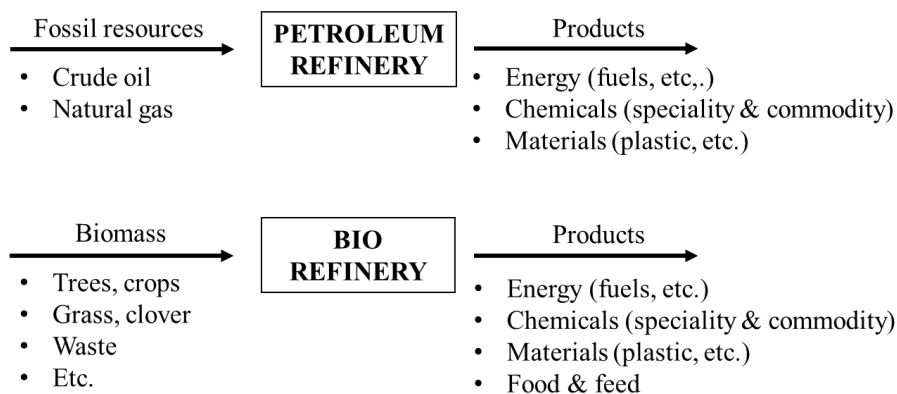 Fossil resources
• Crude oil
• Natural gas
PETROLEUM
REFINERY
Products
• Energy (fuels, etc,.)
• Chemicals (speciality & commodity)
• Materials (plastic, etc.)
Biomass
• Trees, crops
• Grass, clover
• Waste
• Etc.
BIO
REFINERY
Products
• Energy (fuels, etc.)
• Chemicals (speciality & commodity)
• Materials (plastic, etc.)
• Food & feed